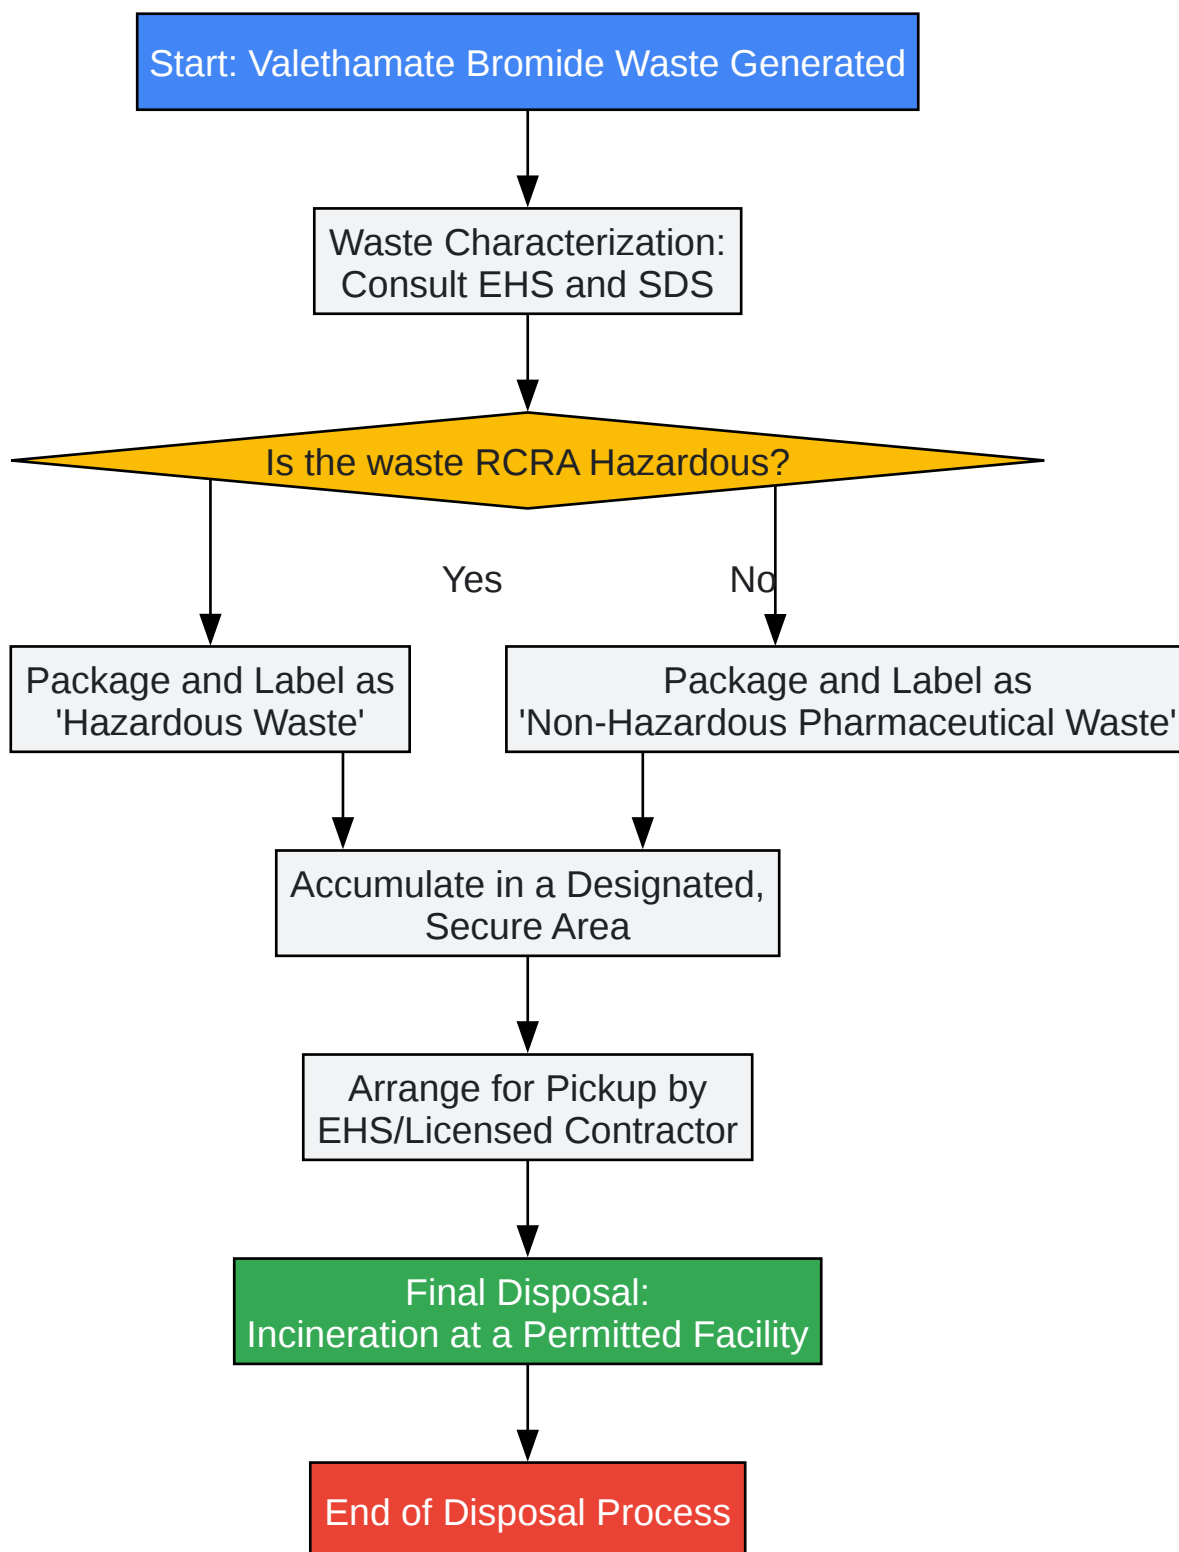 Start: Valethamate Bromide Waste Generated
Waste Characterization:
Consult EHS and SDS
Is the waste RCRA Hazardous?
Yes
No
Package and Label as
'Hazardous Waste'
Package and Label as
'Non-Hazardous Pharmaceutical Waste'
Accumulate in a Designated,
Secure Area
Arrange for Pickup by
EHS/Licensed Contractor
Final Disposal:
Incineration at a Permitted Facility
End of Disposal Process